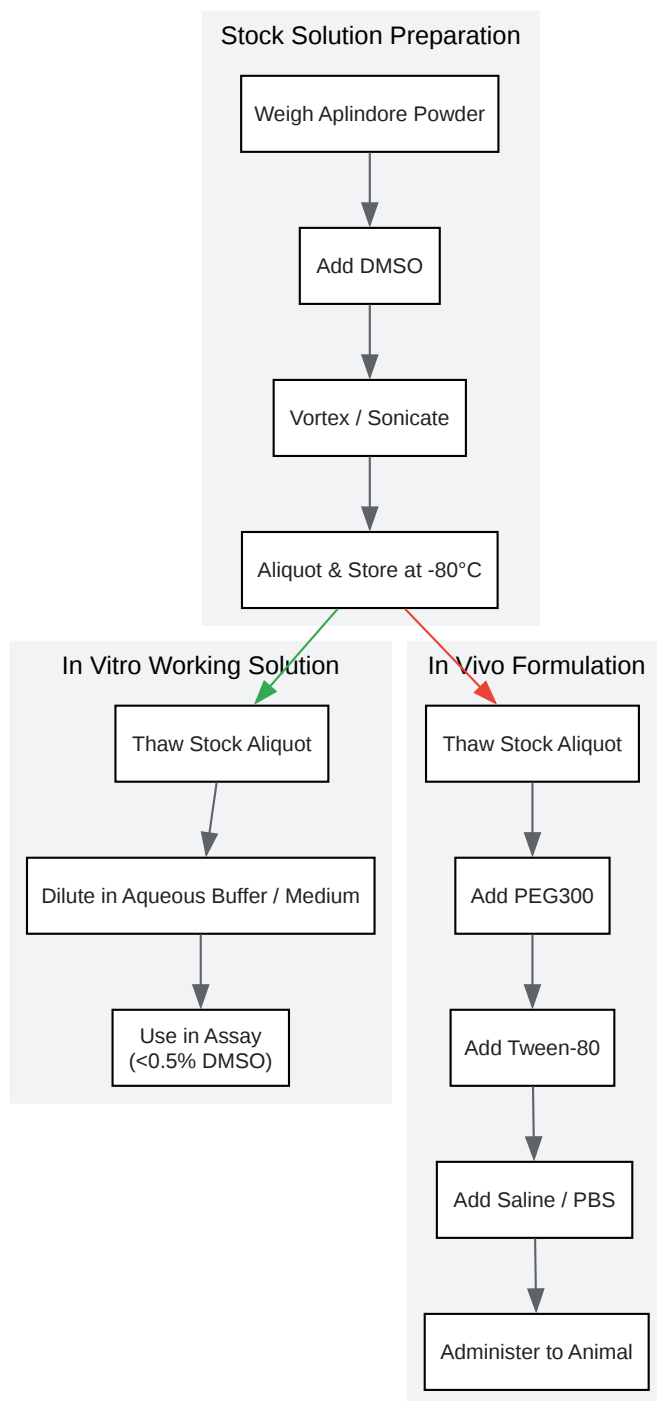 Stock Solution Preparation
Weigh Aplindore Powder
Add DMSO
Vortex / Sonicate
Aliquot & Store at -80°C
In Vitro Working Solution
Thaw Stock Aliquot
Dilute in Aqueous Buffer / Medium
Use in Assay
(<0.5% DMSO)
In Vivo Formulation
Thaw Stock Aliquot
Add PEG300
Add Tween-80
Add Saline / PBS
Administer to Animal